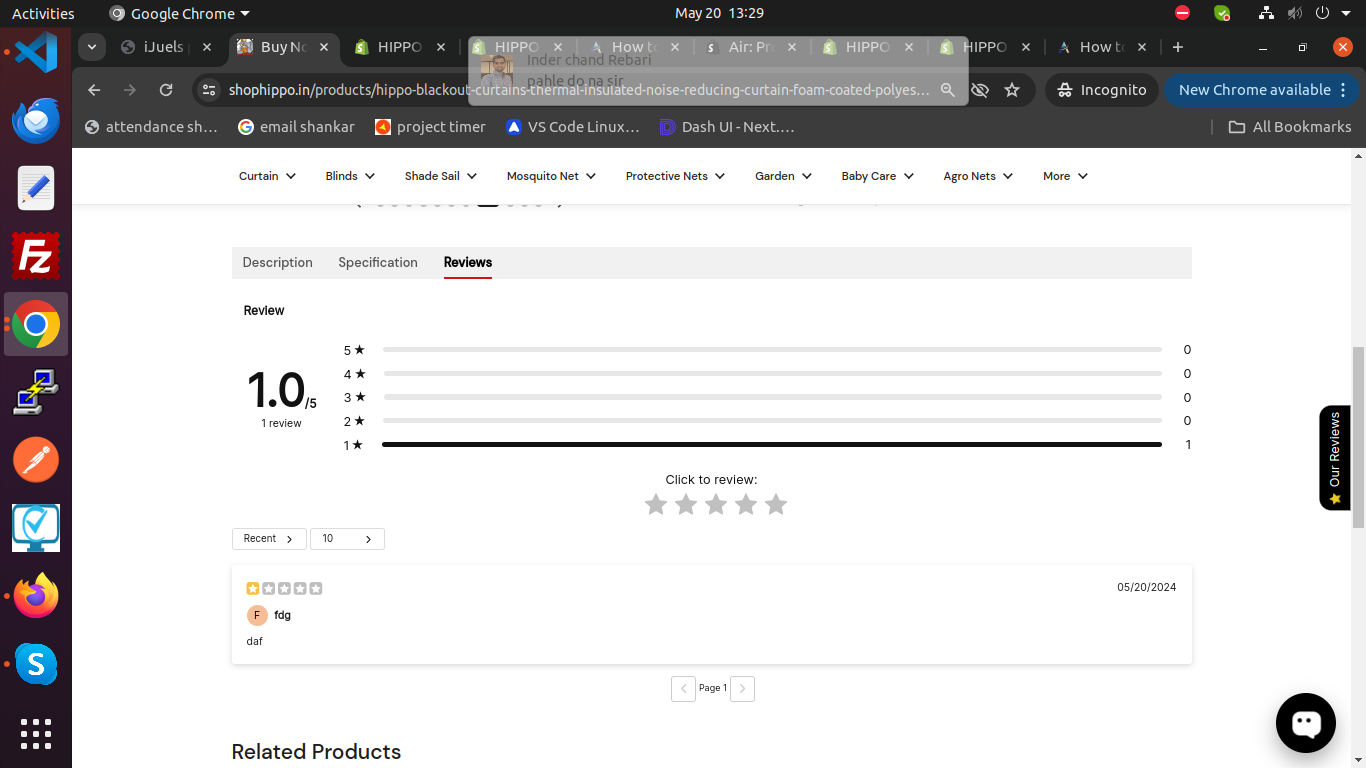 Activities
Google Chrome
May 20 13:29
iJuels
Buy No
HIPPO
HIPPO
How to
Air: Pr
HIPPO
HIPPO
How to
Inder chand Rebari
pahle do na sir
shophippo.in/products/hippo-blackout-curtains-thermal-insulated-noise-reducing-curtain-foam-coated-polyes...
Incognito
New Chrome available
attendance sh...
email shankar
project timer
VS Code Linux...
Dash UI - Next....
All Bookmarks
Curtain
Blinds
Shade Sail
Mosquito Net
Protective Nets
Garden
Baby Care
Agro Nets
More
Description
Specification
Reviews
Review
1.0/5
1 review
5 ★ 0
4 ★ 0
3 ★ 0
2 ★ 0
1 ★ 1
Click to review:
Recent
10
05/20/2024
F fdg
daf
Page 1
Related Products
Our Reviews